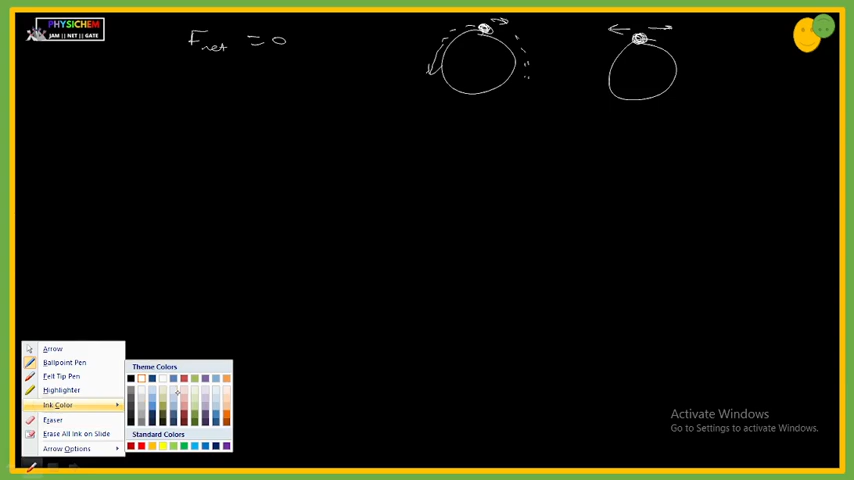 PHYSICHEM
JAM || NET || GATE
Fnet = 0
Arrow
Ballpoint Pen
Felt Tip Pen
Highlighter
Ink Color
Eraser
Erase All Ink on Slide
Arrow Options
Theme Colors
Standard Colors
Activate Windows
Go to Settings to activate Windows.